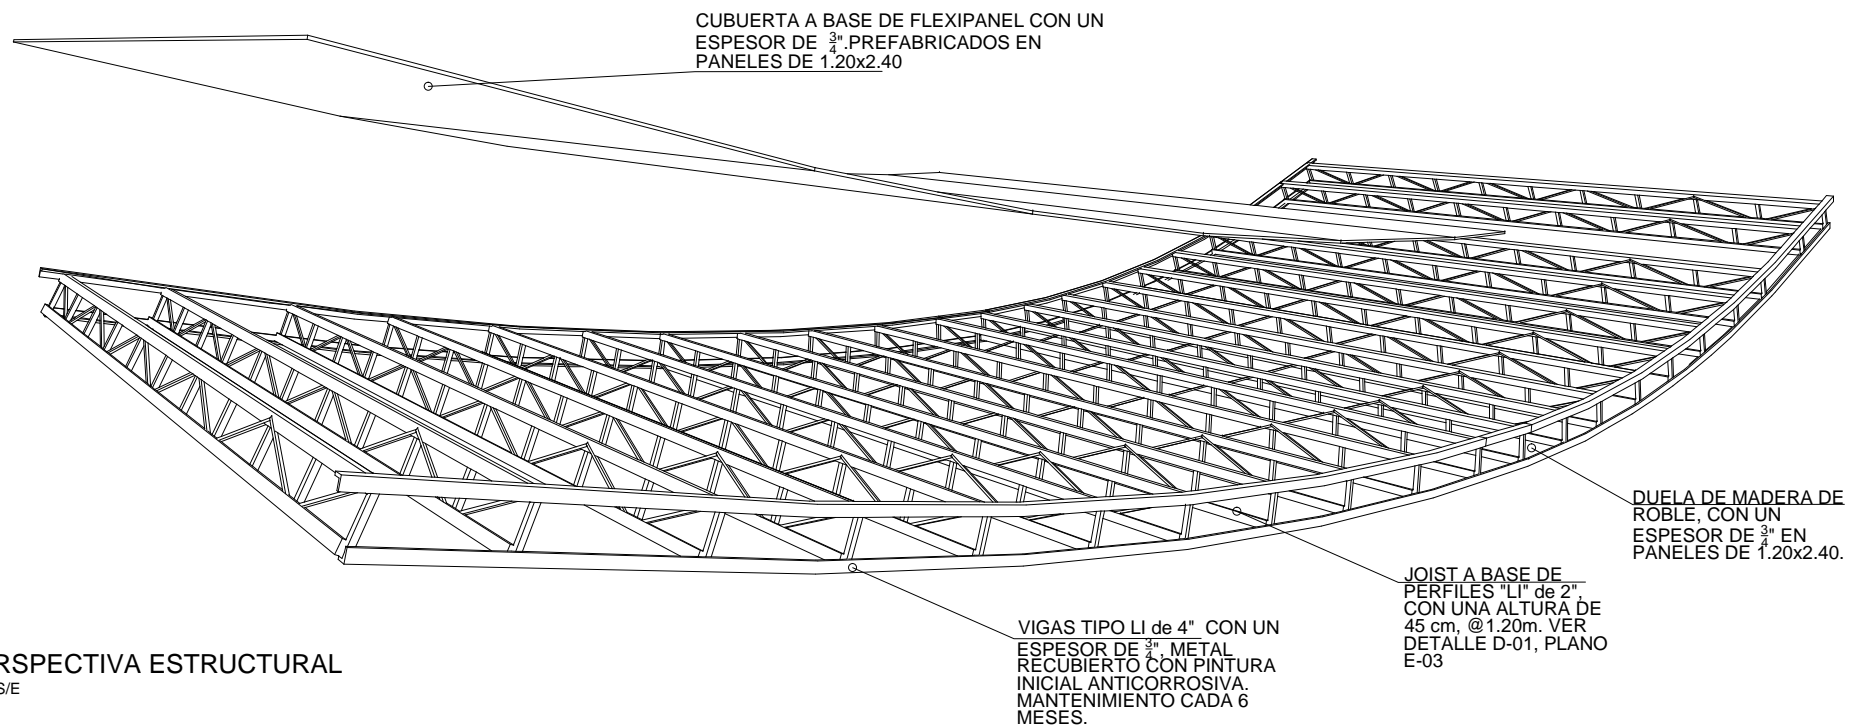 CUBUERTA A BASE DE FLEXIPANEL CON UN
ESPESOR DE 3/4".PREFABRICADOS EN
PANELES DE 1.20x2.40
DUELA DE MADERA DE
ROBLE, CON UN
ESPESOR DE 3/4" EN
PANELES DE 1.20x2.40.
JOIST A BASE DE
PERFILES "LI" de 2",
CON UNA ALTURA DE
45 cm, @1.20m. VER
DETALLE D-01, PLANO
E-03
VIGAS TIPO LI de 4" CON UN
ESPESOR DE 3/4", METAL
RECUBIERTO CON PINTURA
INICIAL ANTICORROSIVA.
MANTENIMIENTO CADA 6
MESES.
RSPECTIVA ESTRUCTURAL
S/E